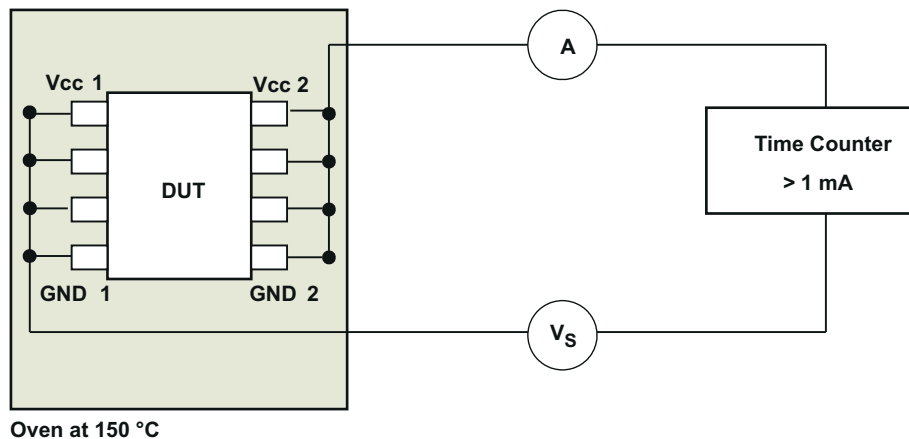 A
Vcc 1
Vcc 2
Time Counter
> 1 mA
DUT
GND 1
GND 2
VS
Oven at 150 °C